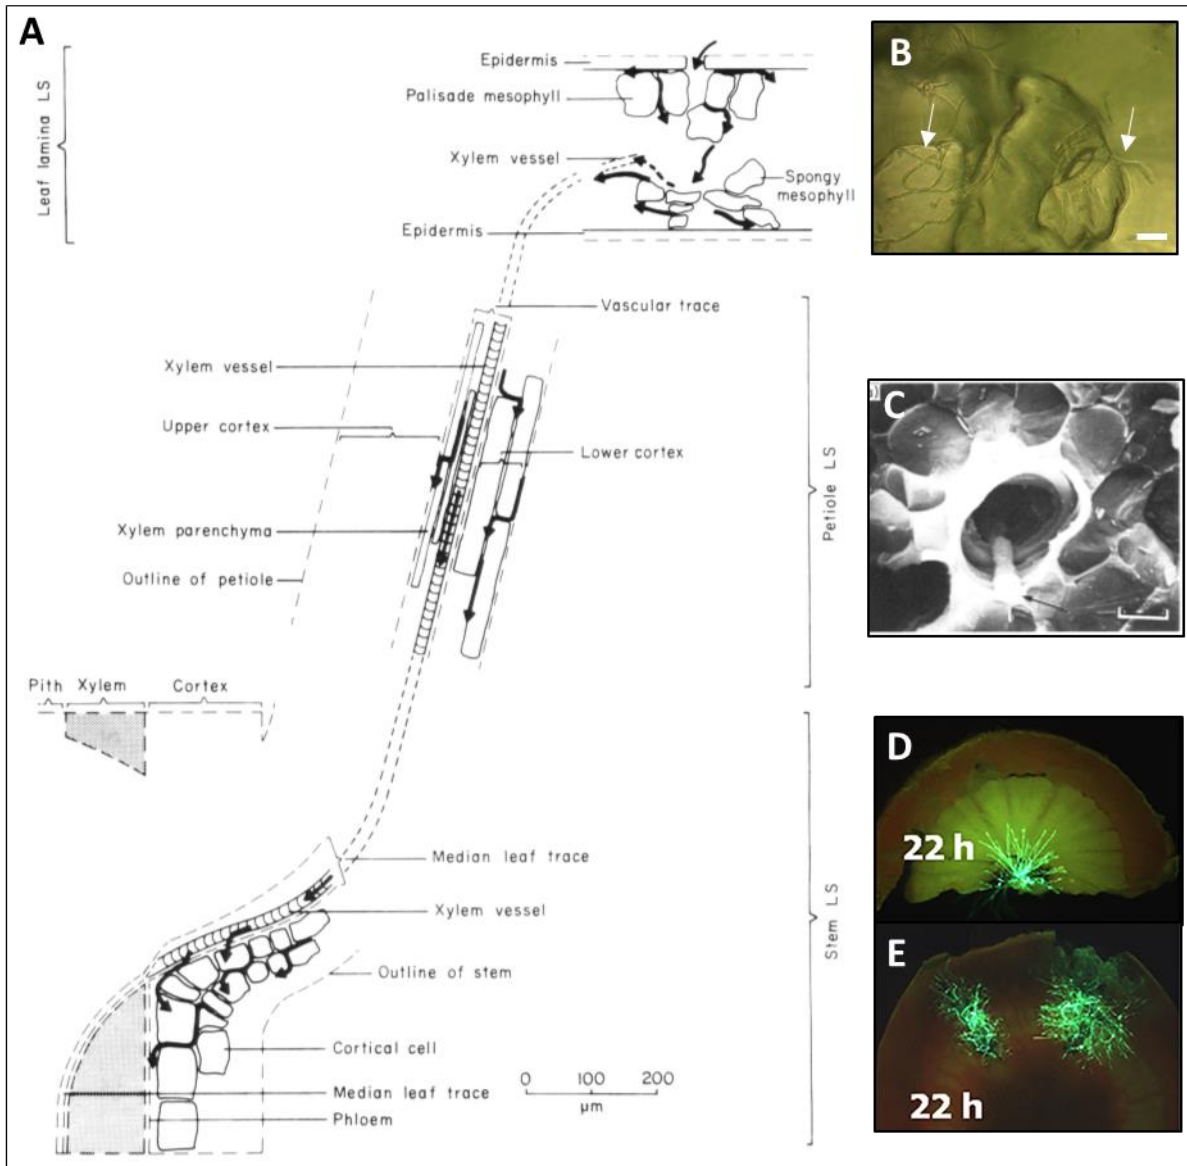 A
Leaf lamina LS
Epidermis
Palisade mesophyll
Xylem vessel
Spongy
mesophyll
Epidermis
Vascular trace
Xylem vessel
Upper cortex
Lower cortex
Xylem parenchyma
Outline of petiole
Petiole LS
Pith Xylem Cortex
Median leaf trace
Xylem vessel
Outline of stem
Cortical cell
Median leaf trace
Phloem
0 100 200
µm
Stem LS
B
C
D
22 h
E
22 h